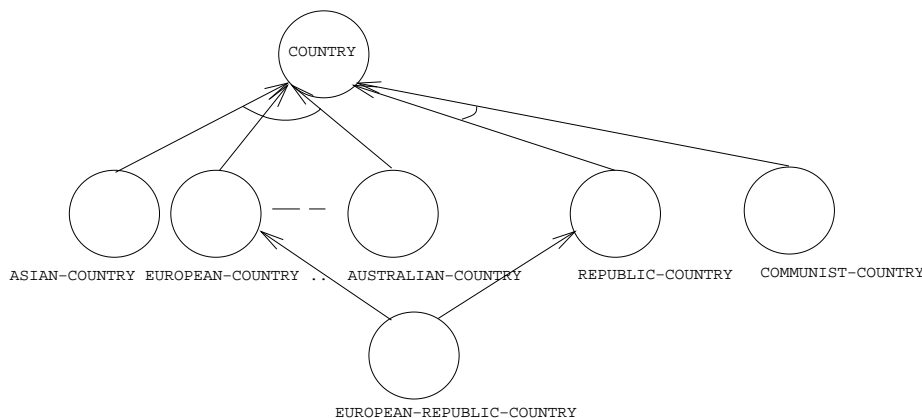 COUNTRY
ASIAN-COUNTRY EUROPEAN-COUNTRY .. AUSTRALIAN-COUNTRY REPUBLIC-COUNTRY COMMUNIST-COUNTRY
EUROPEAN-REPUBLIC-COUNTRY